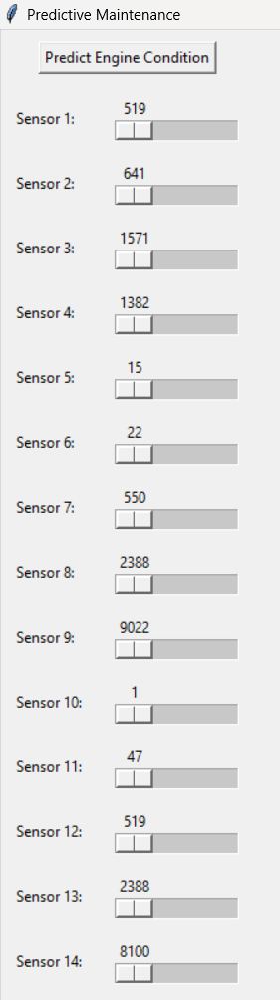 Predictive Maintenance
Predict Engine Condition
519
Sensor 1:
641
Sensor 2:
1571
Sensor 3:
1382
Sensor 4:
15
Sensor 5:
22
Sensor 6:
550
Sensor 7:
2388
Sensor 8:
9022
Sensor 9:
1
Sensor 10:
47
Sensor 11:
519
Sensor 12:
2388
Sensor 13:
8100
Sensor 14: